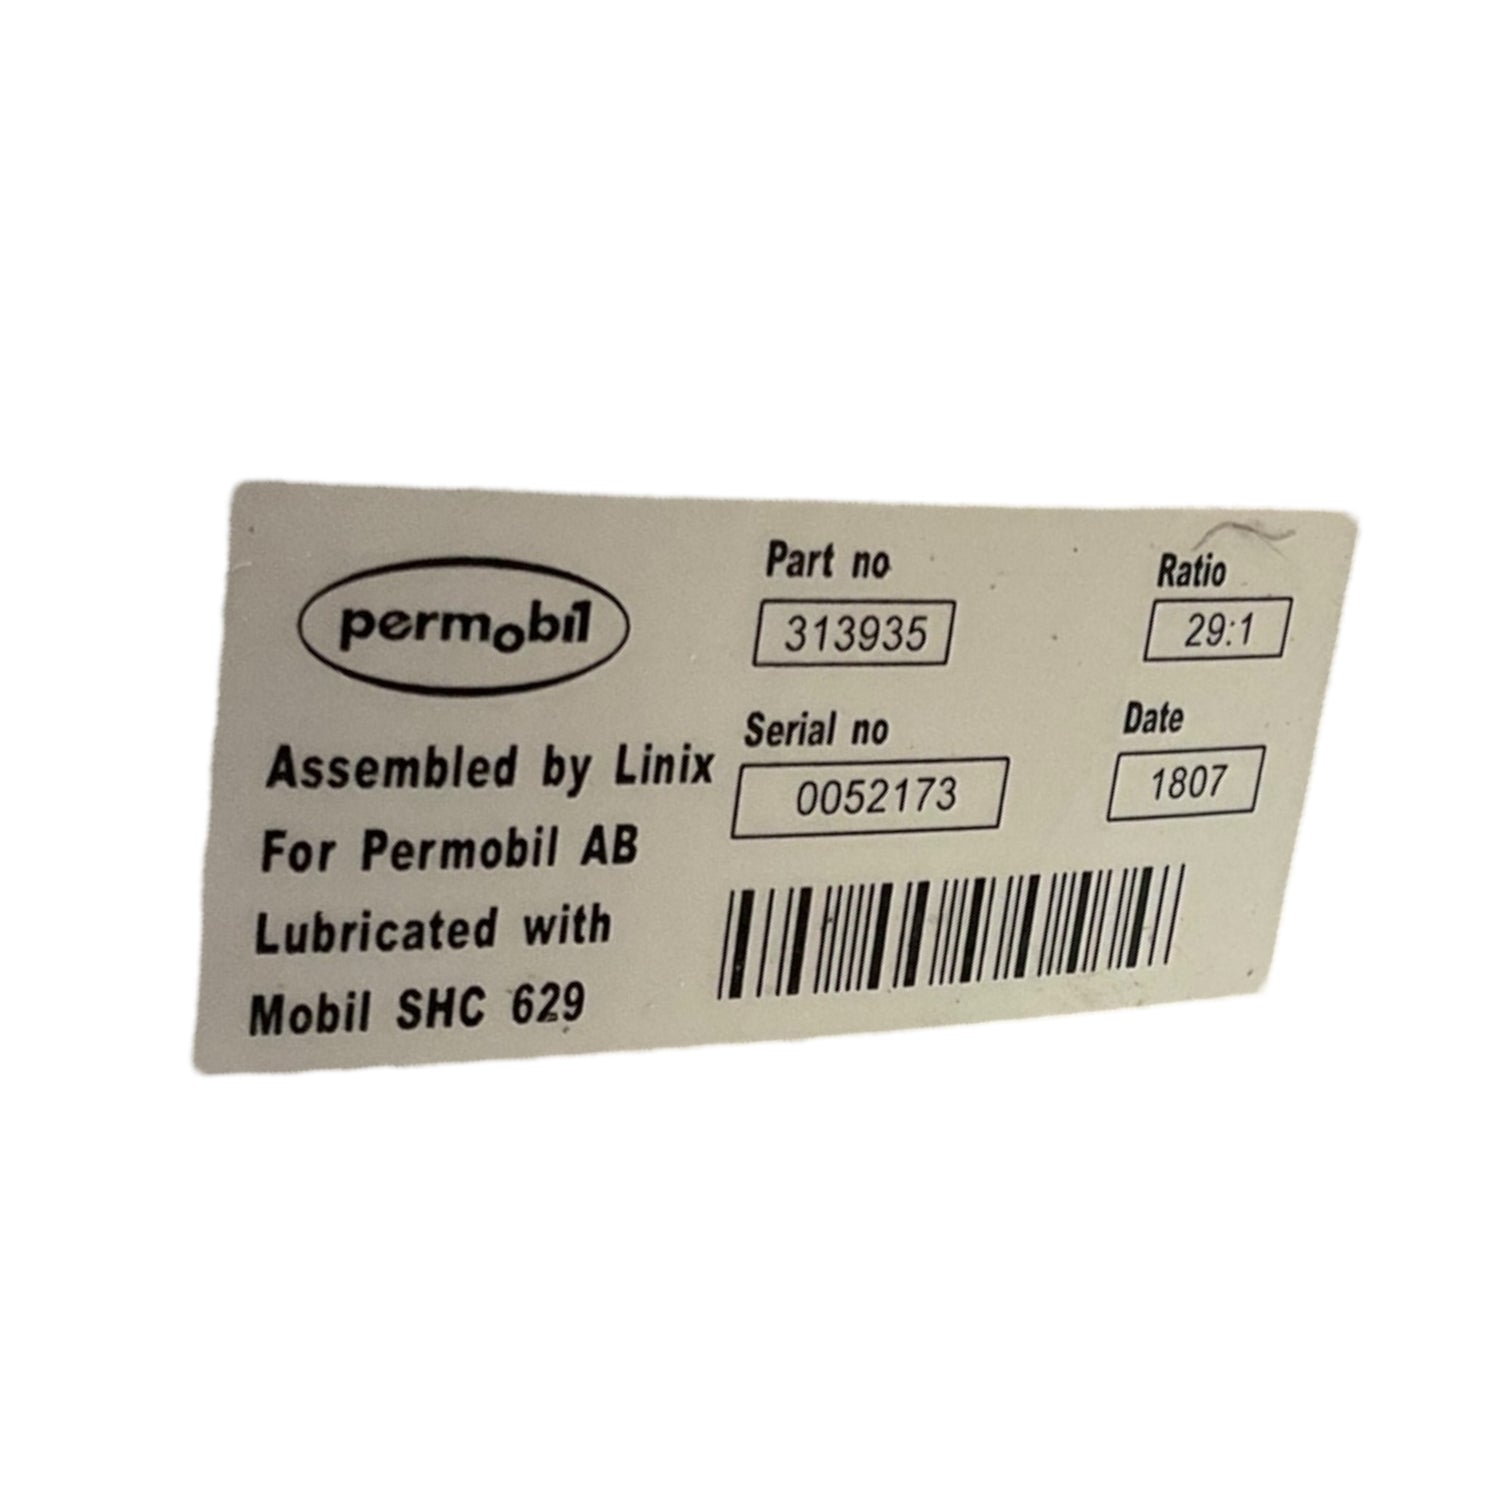 permobil
Assembled by Linix
For Permobil AB
Lubricated with
Mobil SHC 629
Part no
313935
Serial no
0052173
Ratio
29:1
Date
1807